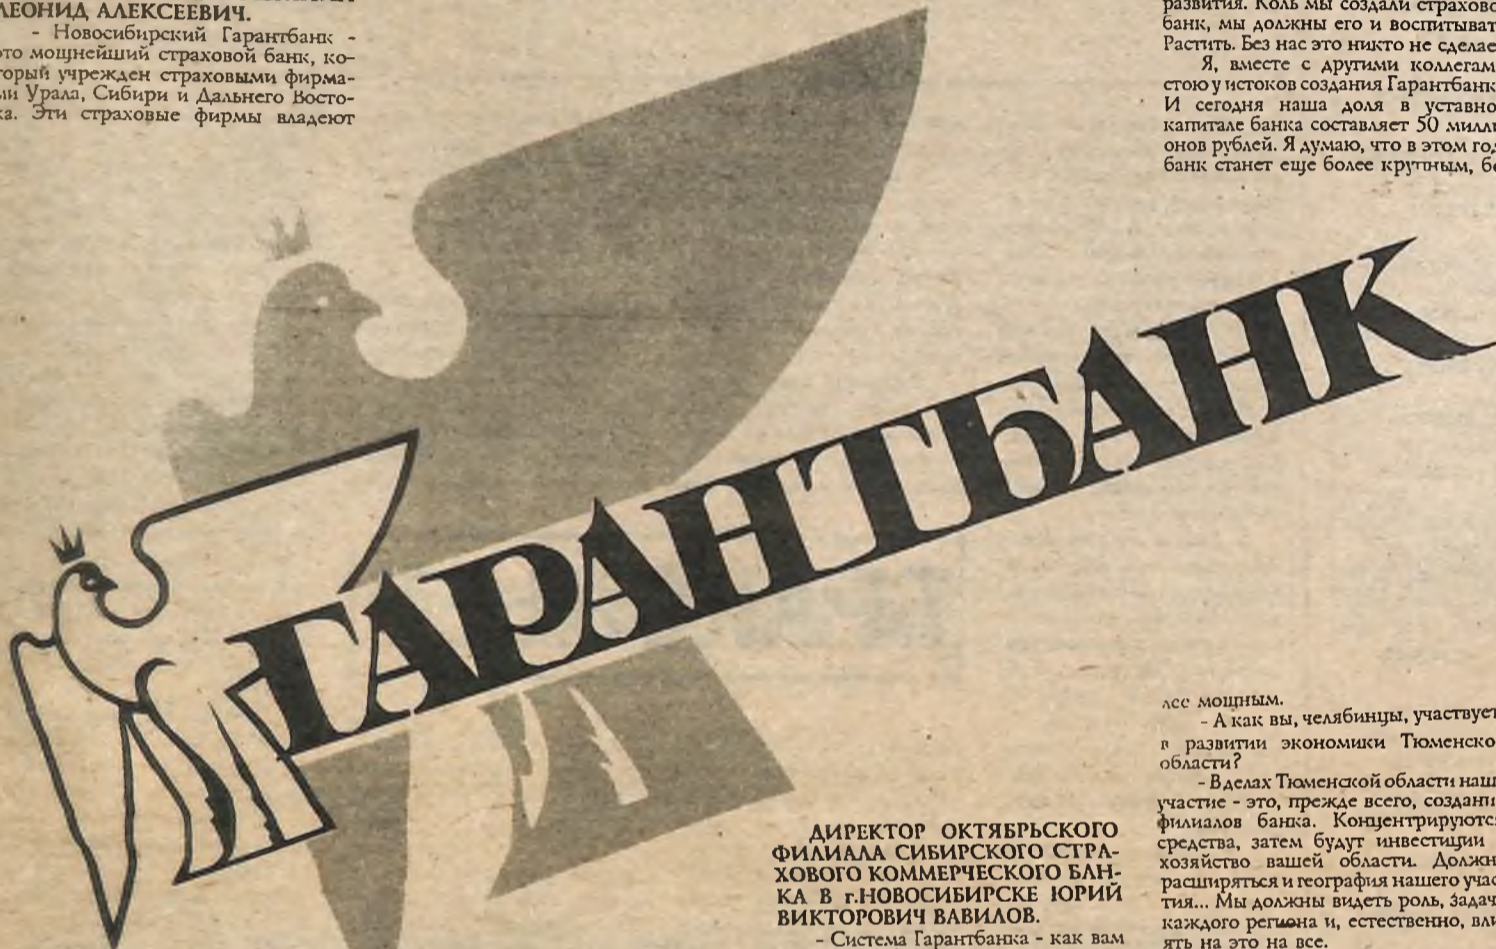 ЛЕОНИД АЛЕКСЕЕВИЧ.
- Новосибирский Гарантбанк -
это мощнейший страховой банк, ко-
торый учрежден страховыми фирма-
ми Урала, Сибири и Дальнего Восто-
ка. Эти страховые фирмы владеют
развития. Коль мы создали страхово
банк, мы должны его и воспитыват
Растить. Без нас это никто не сделае
Я, вместе с другими коллегам
стою у истоков создания Гарантбанк
И сегодня наша доля в уставно
капитале банка составляет 50 милли
онов рублей. Я думаю, что в этом год
банк станет еще более крупным, бо
ГАРАНТБАНК
ДИРЕКТОР ОКТЯБРЬСКОГО
ФИЛИАЛА СИБИРСКОГО СТРА-
ХОВОГО КОММЕРЧЕСКОГО БАН-
КА В г.НОВОСИБИРСКЕ ЮРИЙ
ВИКТОРОВИЧ ВАВИЛОВ.
- Система Гарантбанка - как вам
лее мощным.
- А как вы, челябинцы, участвует
в развитии экономики Тюменско
области?
- В делах Тюменской области наш
участие - это, прежде всего, создани
филиалов банка. Концентрируютс
средства, затем будут инвестиции
хозяйство вашей области. Должн
расширяться и география нашего учас
тия... Мы должны видеть роль, задач
каждого региона и, естественно, вли
ять на это на все.